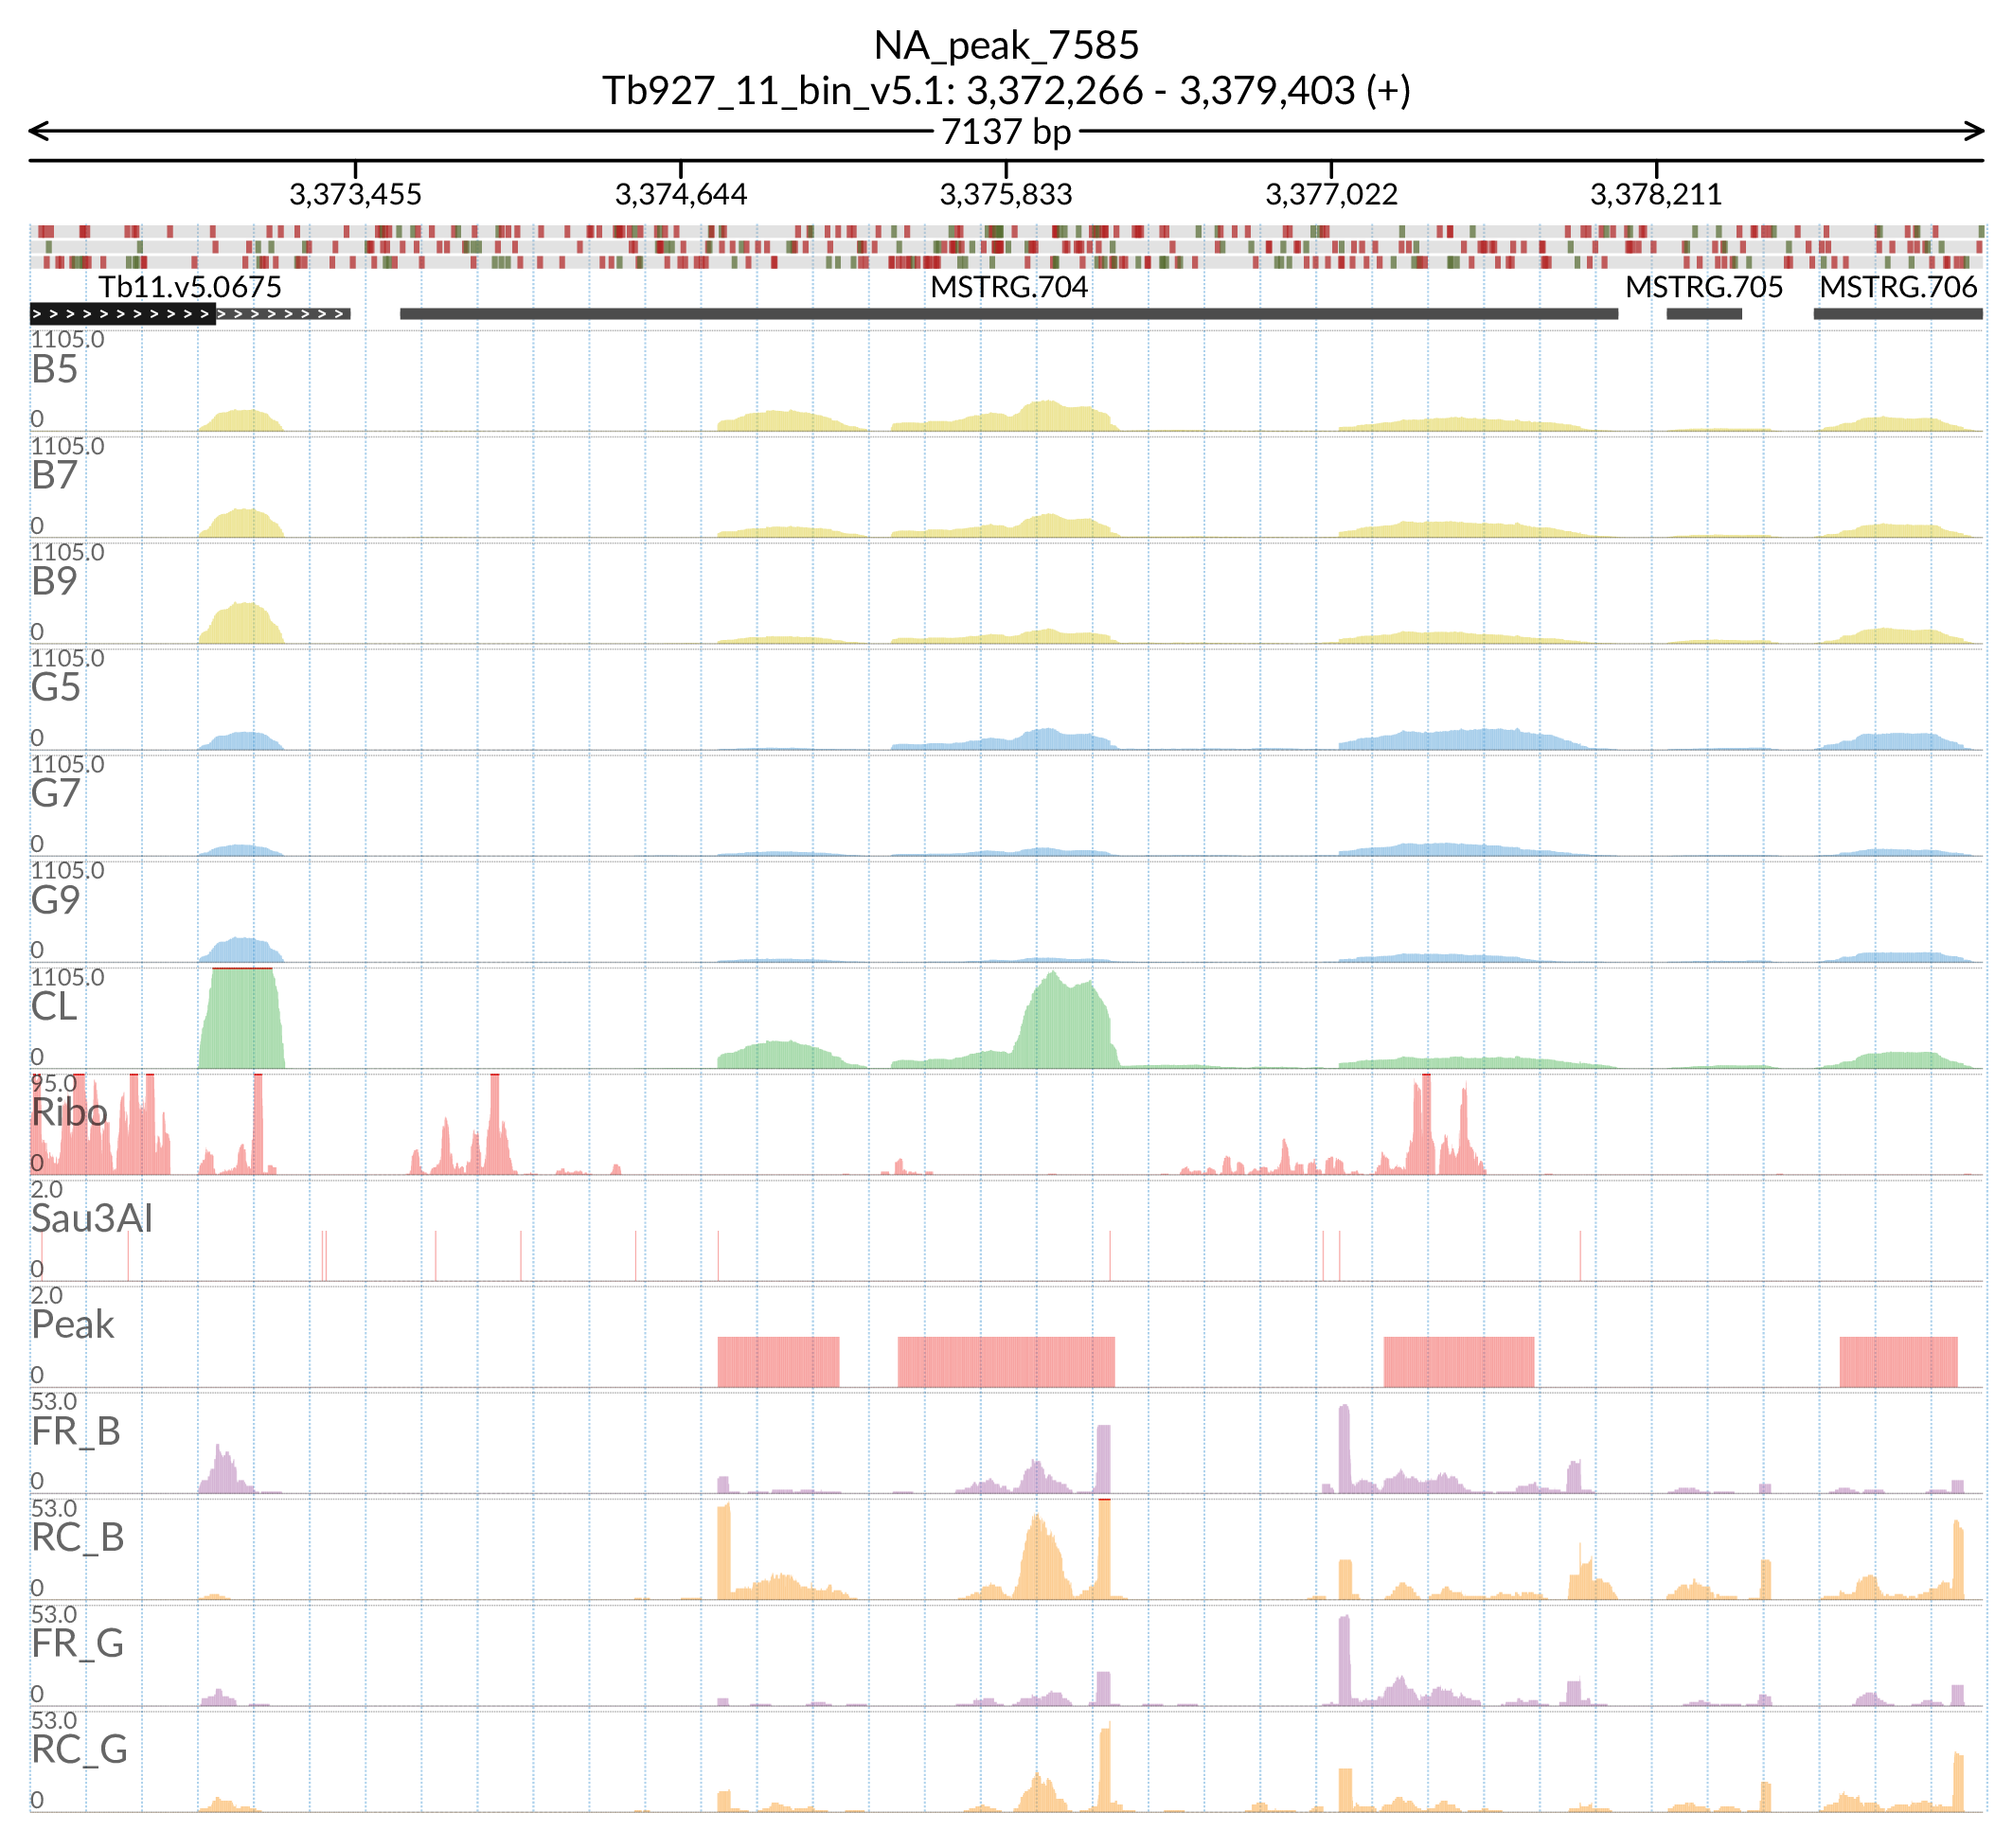 NA_peak_7585
Tb927_11_bin_v5.1: 3,372,266 - 3,379,403 (+)
7137 bp
3,373,455 3,374,644 3,375,833 3,377,022 3,378,211
Tb11.v5.0675 MSTRG.704 MSTRG.705 MSTRG.706
1105.0
B5
0
1105.0
B7
0
1105.0
B9
0
1105.0
G5
0
1105.0
G7
0
1105.0
G9
0
1105.0
CL
0
95.0
Ribo
0
2.0
Sau3AI
0
2.0
Peak
0
53.0
FR_B
0
53.0
RC_B
0
53.0
FR_G
0
53.0
RC_G
0